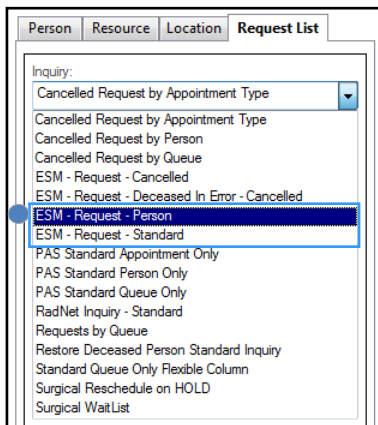 Person Resource Location Request List
Inquiry:
Cancelled Request by Appointment Type
Cancelled Request by Appointment Type
Cancelled Request by Person
Cancelled Request by Queue
ESM - Request - Cancelled
ESM - Request - Deceased In Error - Cancelled
ESM - Request - Person
ESM - Request - Standard
PAS Standard Appointment Only
PAS Standard Person Only
PAS Standard Queue Only
RadNet Inquiry - Standard
Requests by Queue
Restore Deceased Person Standard Inquiry
Standard Queue Only Flexible Column
Surgical Reschedule on HOLD
Surgical WaitList